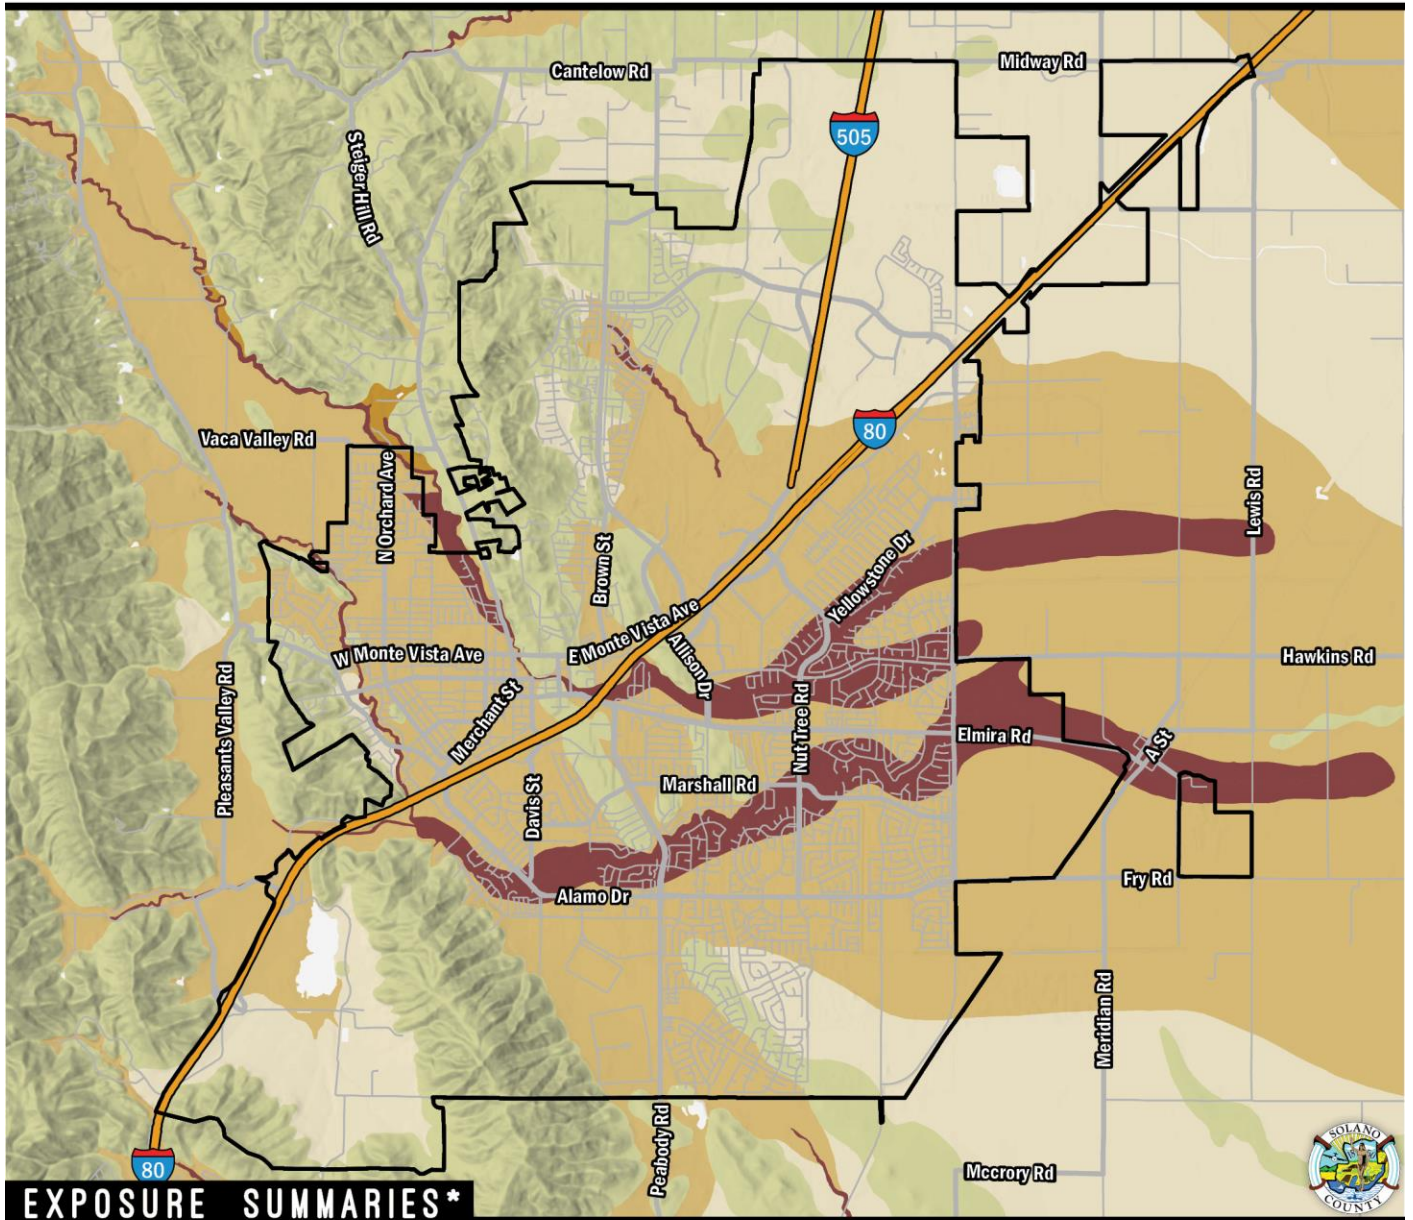 Cantelow Rd
Midway Rd
505
Steiger Hill Rd
80
Vaca Valley Rd
N Orchard Ave
Lewis Rd
Brown St
Yellowstone Dr
E Monte Vista Ave
W Monte Vista Ave
Allison Dr
Hawkins Rd
Pleasants Valley Rd
Merchant St
Nut Tree Rd
Elmira Rd
A St
Marshall Rd
Davis St
Alamo Dr
Fry Rd
Meridian Rd
Peabody Rd
Mccrory Rd
80
SOLANO
COUNTY
EXPOSURE SUMMARIES*